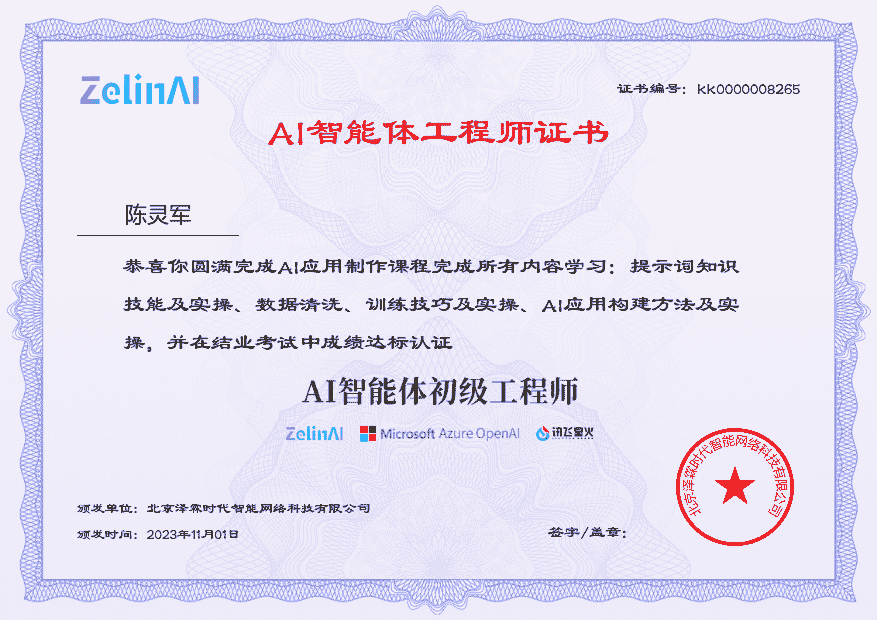 ZelinAI
证书编号：kk0000008265
AI智能体工程师证书
陈灵军
恭喜你圆满完成AI应用制作课程完成所有内容学习：提示词知识
技能及实操、数据清洗、训练技巧及实操、AI应用构建方法及实
操。并在结业考试中成绩达标认证
AI智能体初级工程师
ZelinAI Microsoft Azure OpenAI 讯飞星火
北京泽霖时代智能网络科技有限公司
颁发单位：北京泽霖时代智能网络科技有限公司
颁发时间：2023年11月01日
签字/盖章：